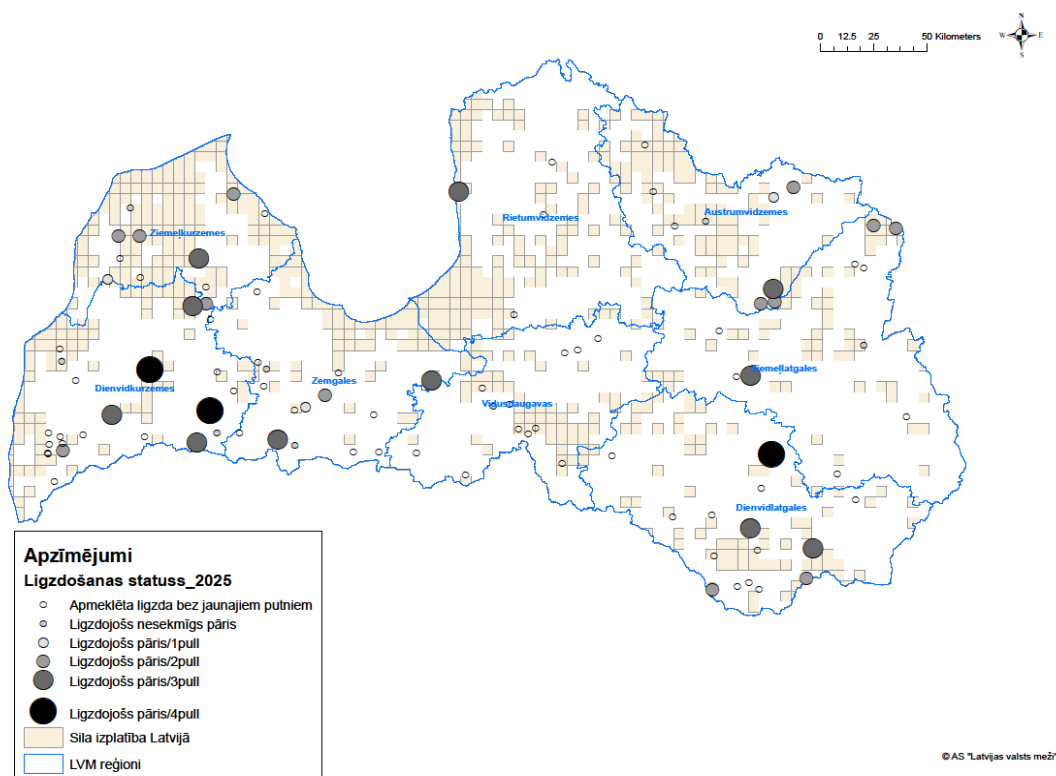 N
W E
S
0 12.5 25 50 Kilometers
Rietumvidzemes
Austrumvidzemes
Ziemeļkurzemes
Ziemeļlatgales
Dienvidkurzemes
Zemgales
Vidusdaugavas
Dienvidlatgales
Apzīmējumi
Ligzdošanas statuss_2025
Apmeklēta ligzda bez jaunajiem putniem
Ligzdojošs nesekmīgs pāris
Ligzdojošs pāris/1pull
Ligzdojošs pāris/2pull
Ligzdojošs pāris/3pull
Ligzdojošs pāris/4pull
Sila izplatība Latvijā
LVM reģioni
© AS "Latvijas valsts meži"